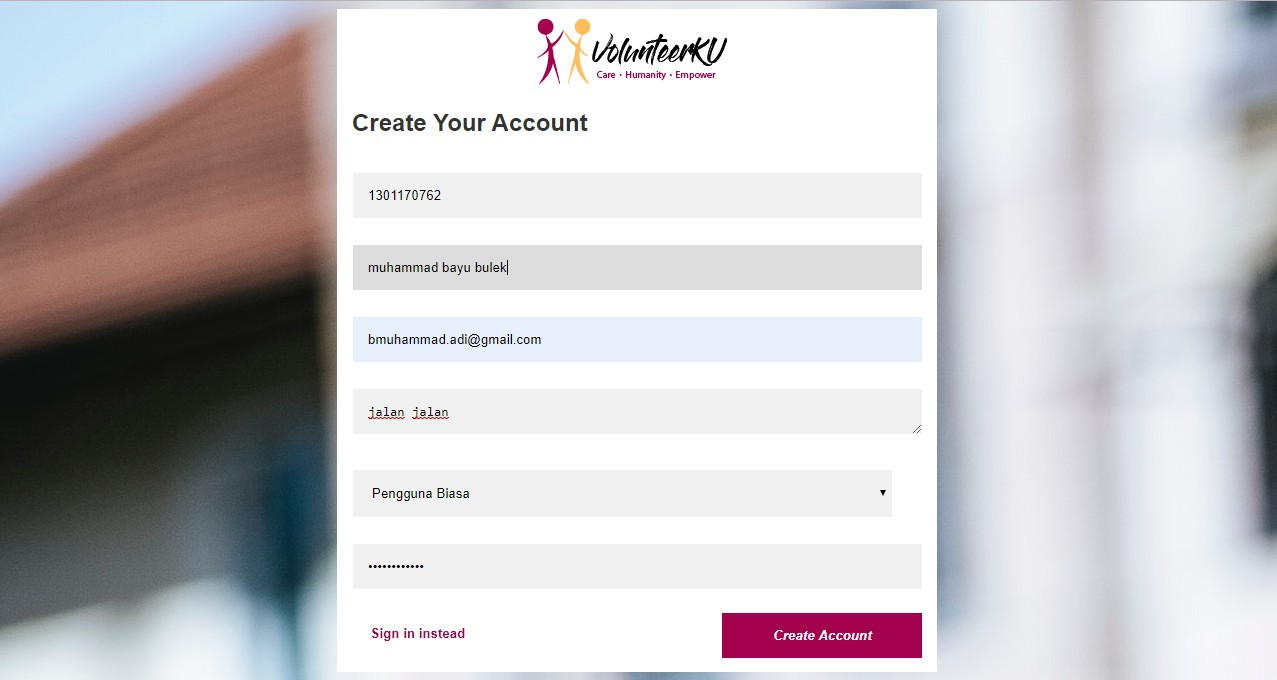 VolunteerKU
Care • Humanity • Empower
Create Your Account
1301170762
muhammad bayu bulek
bmuhammad.adi@gmail.com
jalan jalan
Pengguna Biasa
••••••••••••
Sign in instead
Create Account